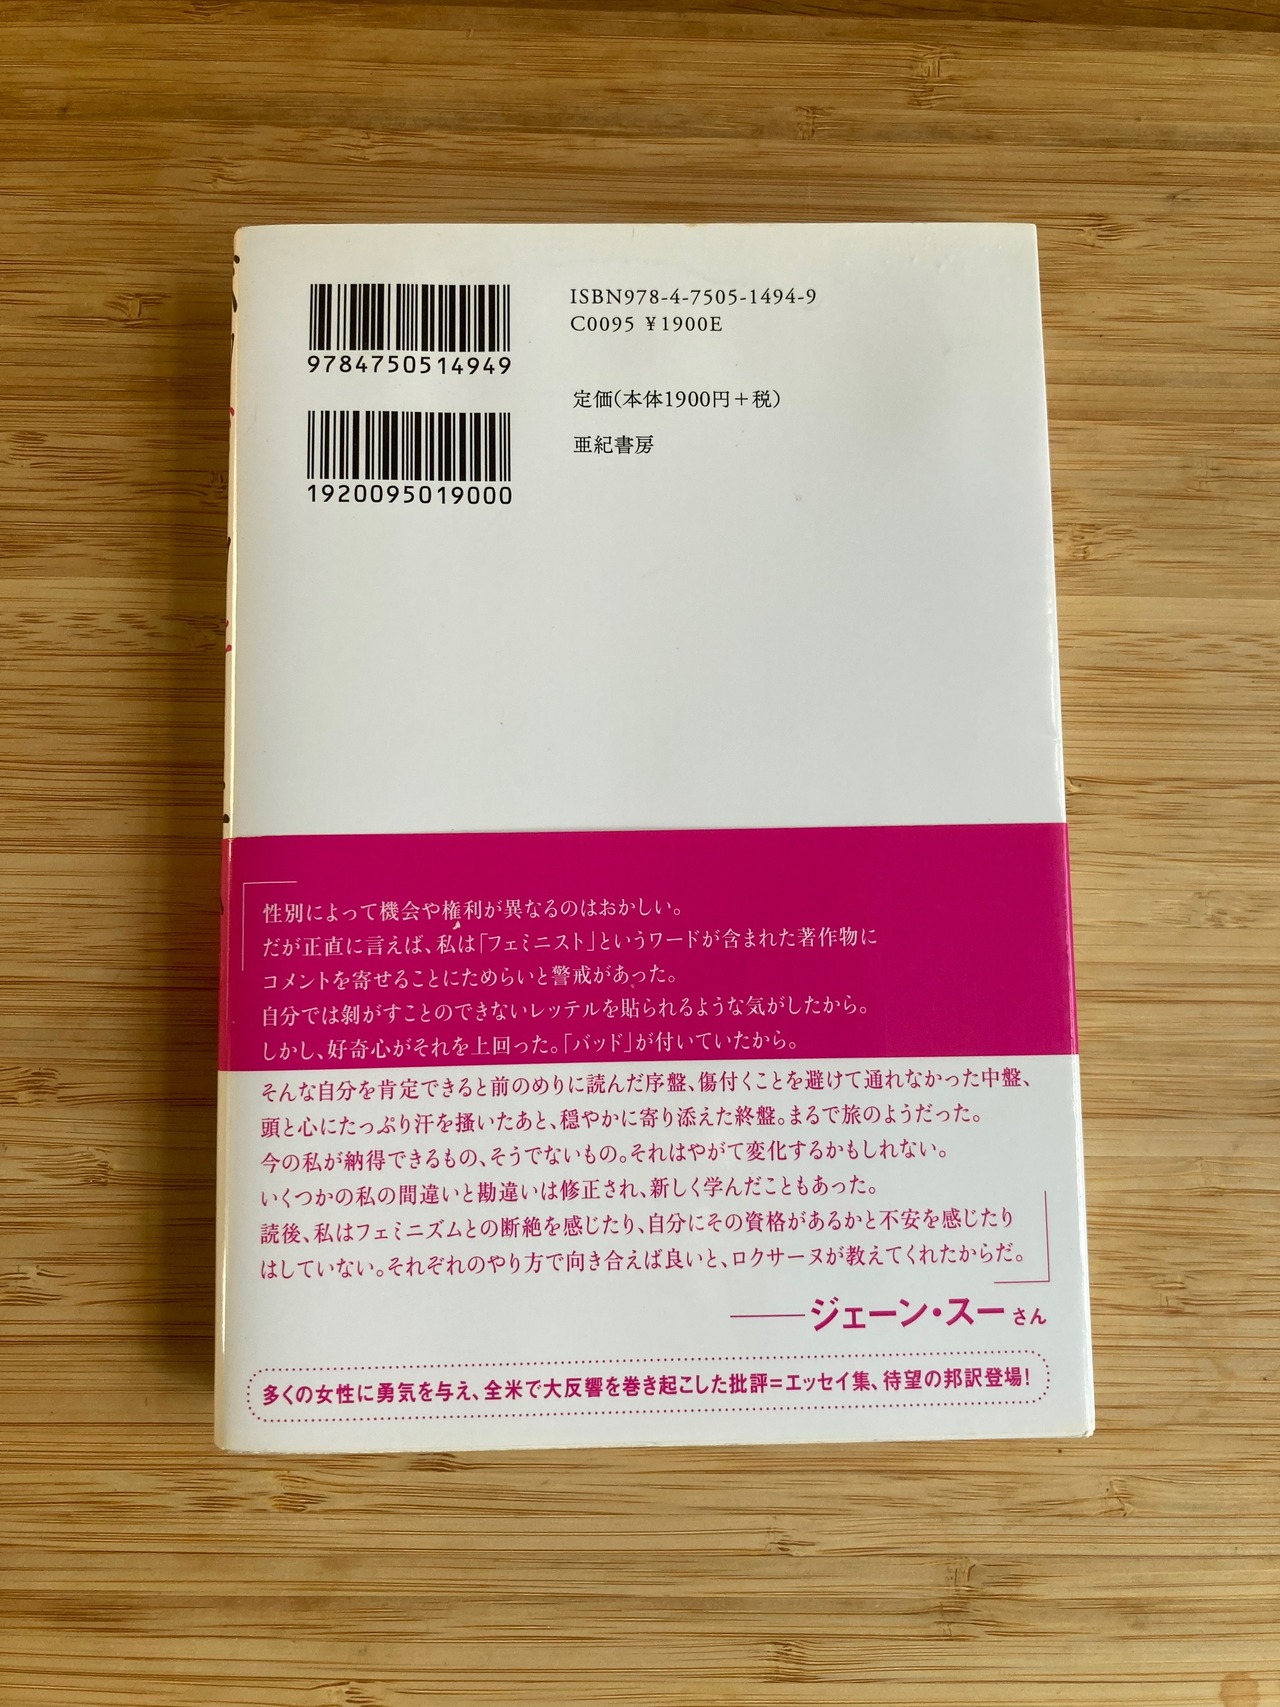 9784750514949
1920095019000
ISBN978-4-7505-1494-9
C0095 ¥1900E
定価(本体1900円+税)
亜紀書房
「性別によって機会や権利が異なるのはおかしい。
だが正直に言えば、私は「フェミニスト」というワードが含まれた著作物に
コメントを寄せることにためらいと警戒があった。
自分では剝がすことのできないレッテルを貼られるような気がしたから。
しかし、好奇心がそれを上回った。「バッド」が付いていたから。
そんな自分を肯定できると前のめりに読んだ序盤、傷付くことを避けて通れなかった中盤、
頭と心にたっぷり汗を搔いたあと、穏やかに寄り添えた終盤。まるで旅のようだった。
今の私が納得できるもの、そうでないもの。それはやがて変化するかもしれない。
いくつかの私の間違いと勘違いは修正され、新しく学んだこともあった。
読後、私はフェミニズムとの断絶を感じたり、自分にその資格があるかと不安を感じたり
はしていない。それぞれのやり方で向き合えば良いと、ロクサーヌが教えてくれたからだ。」
——ジェーン・スーさん
多くの女性に勇気を与え、全米で大反響を巻き起こした批評=エッセイ集、待望の邦訳登場!